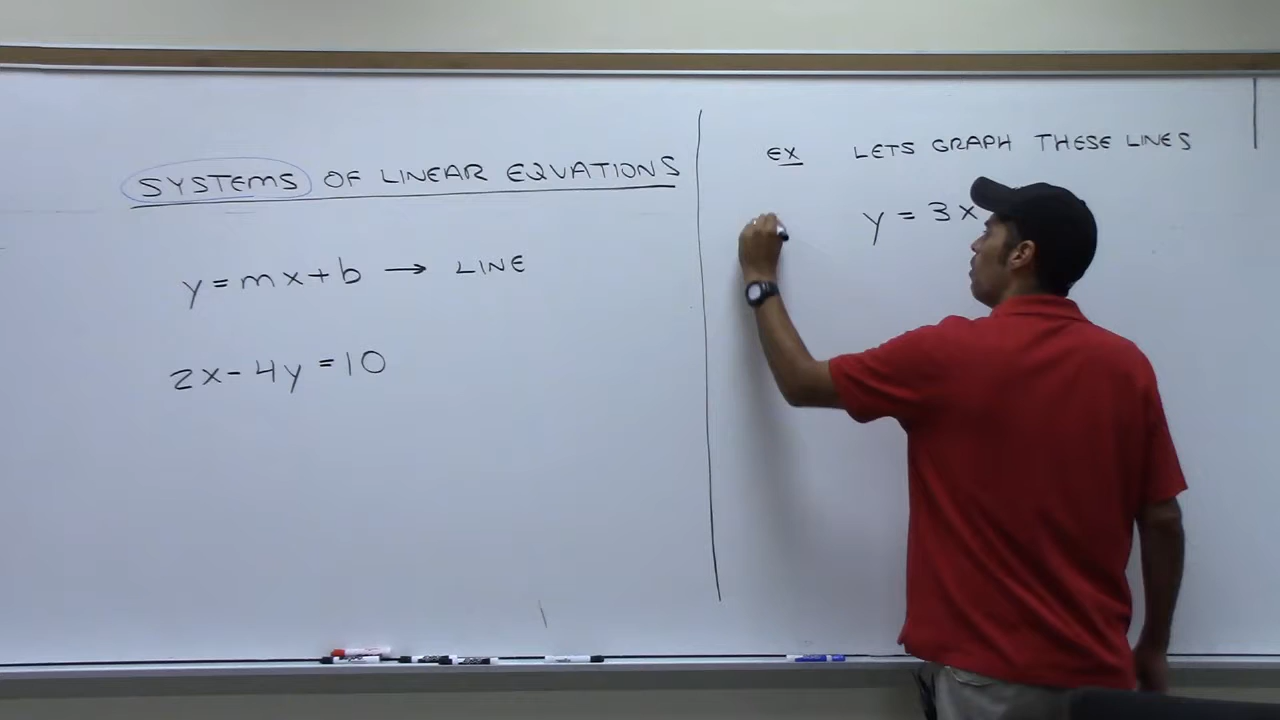 SYSTEMS OF LINEAR EQUATIONS
y = mx + b → LINE
2x - 4y = 10
EX LETS GRAPH THESE LINES
y = 3x